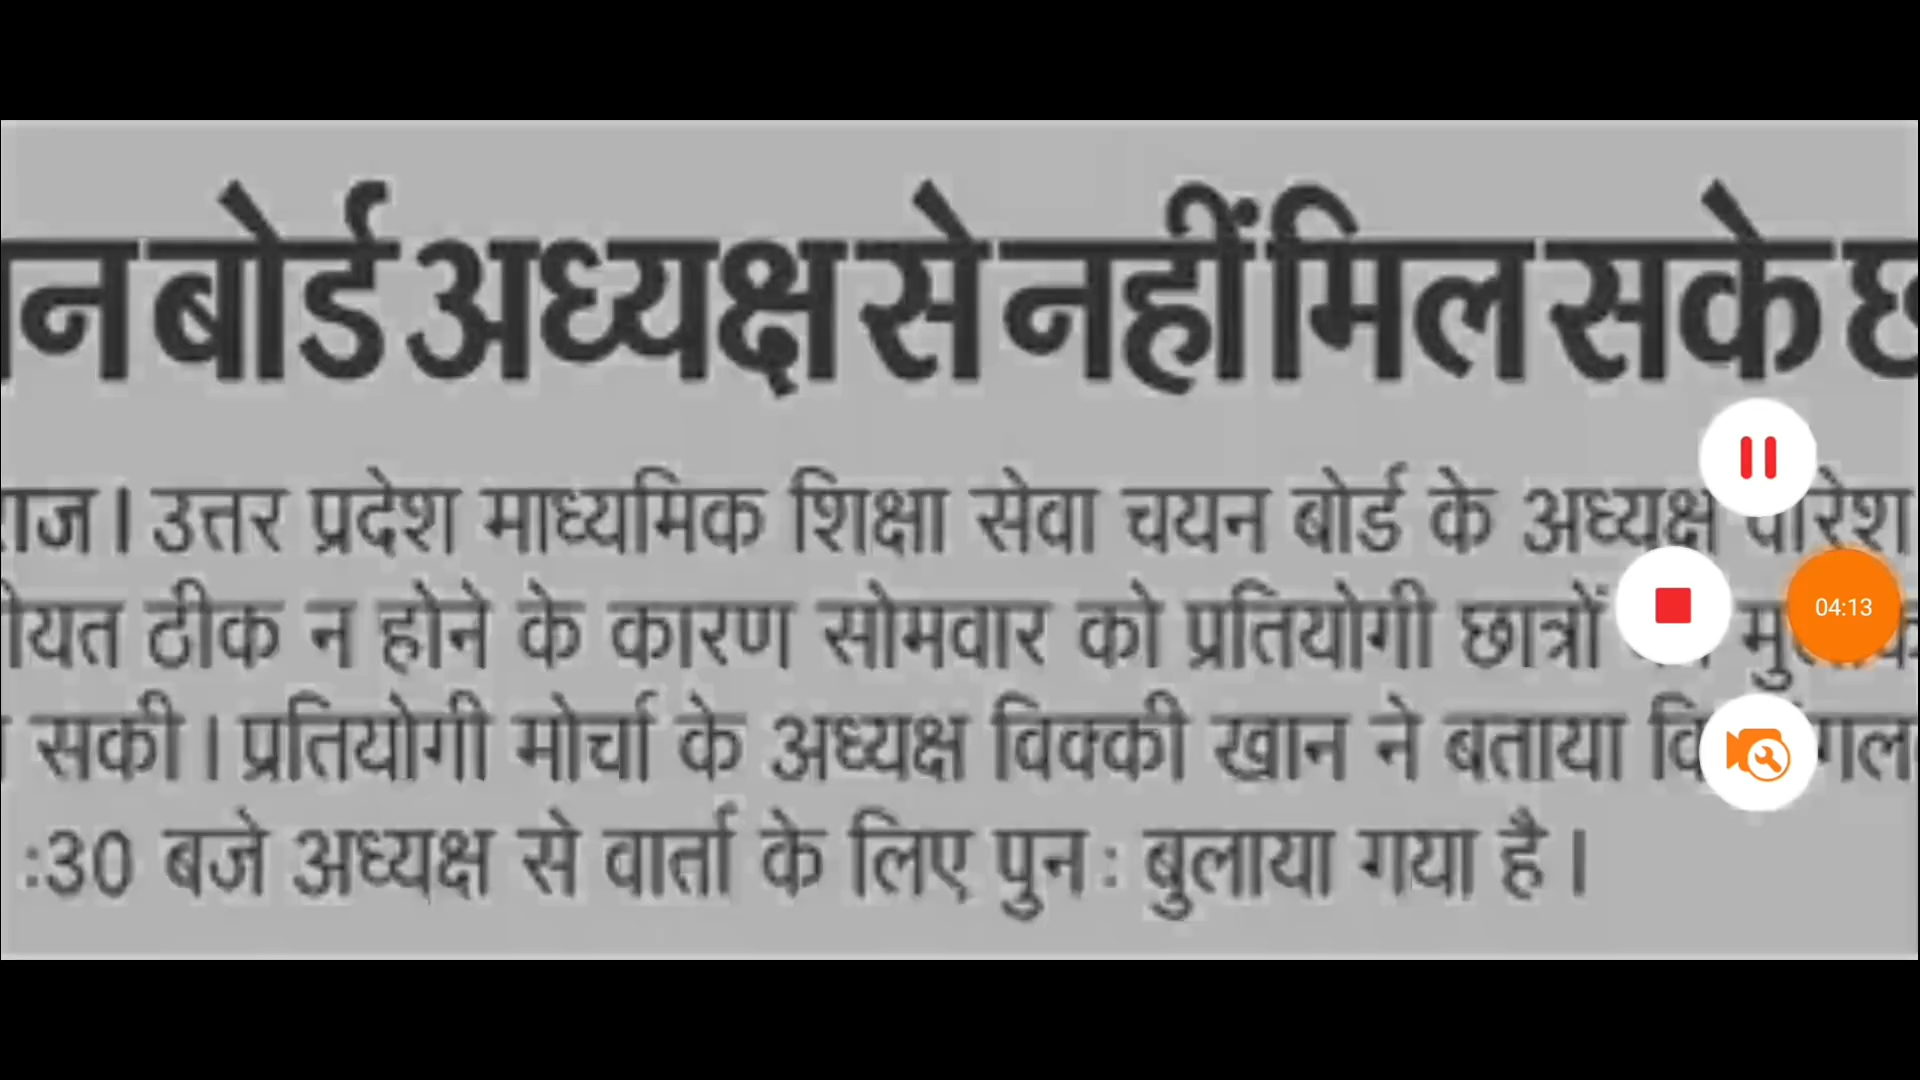 न बोर्ड अध्यक्ष से नहीं मिल सके
उत्तर प्रदेश माध्यमिक शिक्षा सेवा चयन बोर्ड के अध्यक्ष
ठीक न होने के कारण सोमवार को प्रतियोगी छात्रों
सकी। प्रतियोगी मोर्चा के अध्यक्ष विक्की खान ने बताया
:30 बजे अध्यक्ष से वार्ता के लिए पुनः बुलाया गया है।
04:13